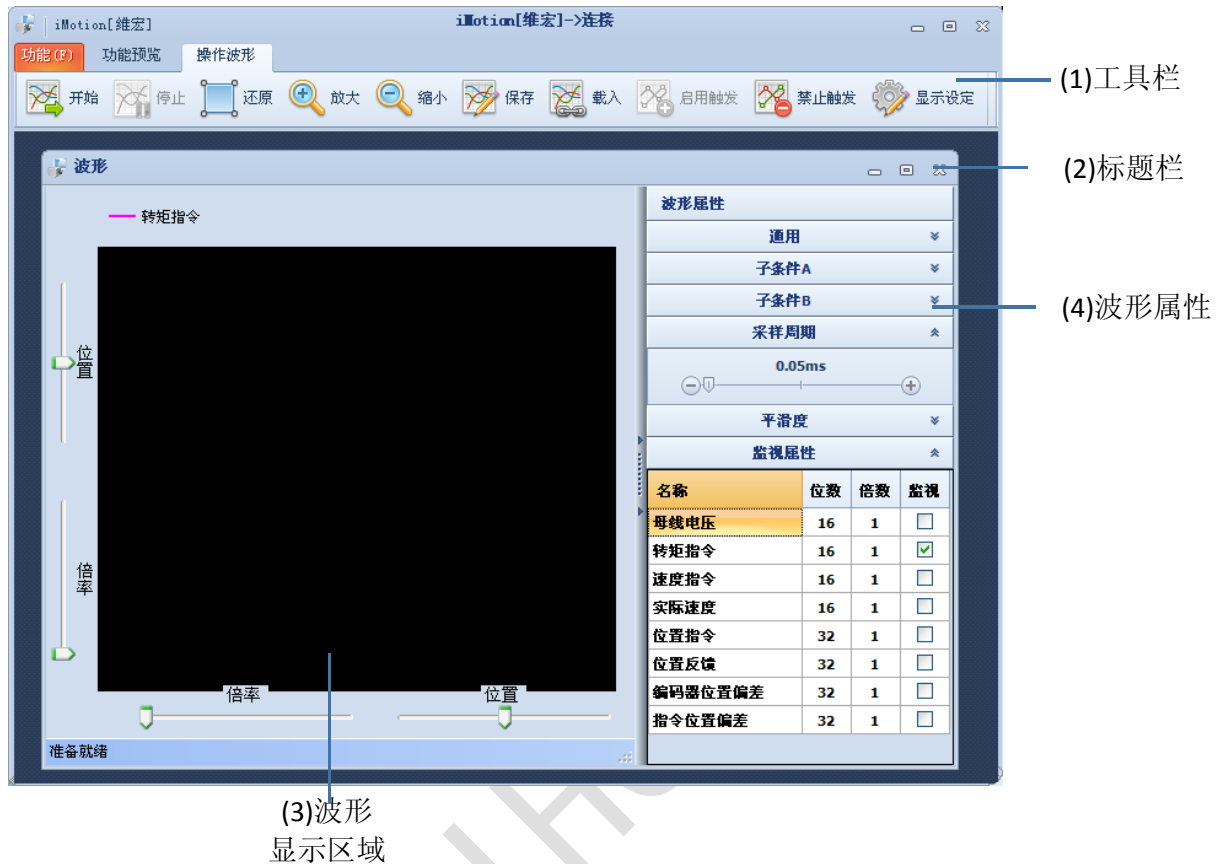 iMotion[维宏]
iMotion[维宏]->连接
功能(F) 功能预览 操作波形
开始 停止 还原 放大 缩小 保存 载入 启用触发 禁止触发 显示设定
(1)工具栏
波形
(2)标题栏
转矩指令
波形属性
通用
子条件A
子条件B
(4)波形属性
采样周期
0.05ms
位置
平滑度
监视属性
名称 位数 倍数 监视
母线电压 16 1
转矩指令 16 1
速度指令 16 1
实际速度 16 1
位置指令 32 1
位置反馈 32 1
编码器位置偏差 32 1
指令位置偏差 32 1
倍率
倍率 位置
准备就绪
(3)波形
显示区域